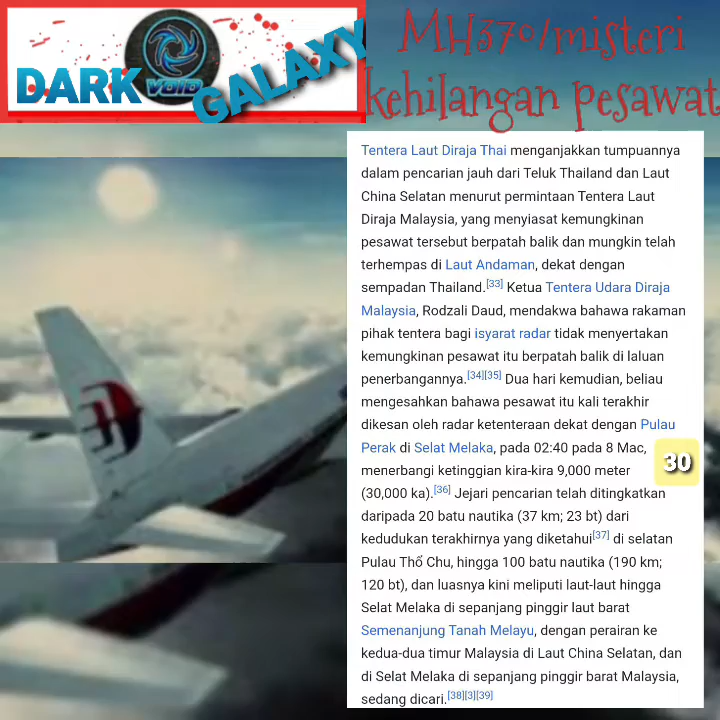 DARK VOID GALAXY
MH370/misteri
kehilangan pesawat
Tentera Laut Diraja Thai menganjakkan tumpuannya
dalam pencarian jauh dari Teluk Thailand dan Laut
China Selatan menurut permintaan Tentera Laut
Diraja Malaysia, yang menyiasat kemungkinan
pesawat tersebut berpatah balik dan mungkin telah
terhempas di Laut Andaman, dekat dengan
sempadan Thailand.[33] Ketua Tentera Udara Diraja
Malaysia, Rodzali Daud, mendakwa bahawa rakaman
pihak tentera bagi isyarat radar tidak menyertakan
kemungkinan pesawat itu berpatah balik di laluan
penerbangannya.[34][35] Dua hari kemudian, beliau
mengesahkan bahawa pesawat itu kali terakhir
dikesan oleh radar ketenteraan dekat dengan Pulau
Perak di Selat Melaka, pada 02:40 pada 8 Mac,
menerbangi ketinggian kira-kira 9,000 meter
(30,000 ka).[36] Jejari pencarian telah ditingkatkan
daripada 20 batu nautika (37 km; 23 bt) dari
kedudukan terakhirnya yang diketahui[37] di selatan
Pulau Thổ Chu, hingga 100 batu nautika (190 km;
120 bt), dan luasnya kini meliputi laut-laut hingga
Selat Melaka di sepanjang pinggir laut barat
Semenanjung Tanah Melayu, dengan perairan ke
kedua-dua timur Malaysia di Laut China Selatan, dan
di Selat Melaka di sepanjang pinggir barat Malaysia,
sedang dicari.[38][3][39]
30